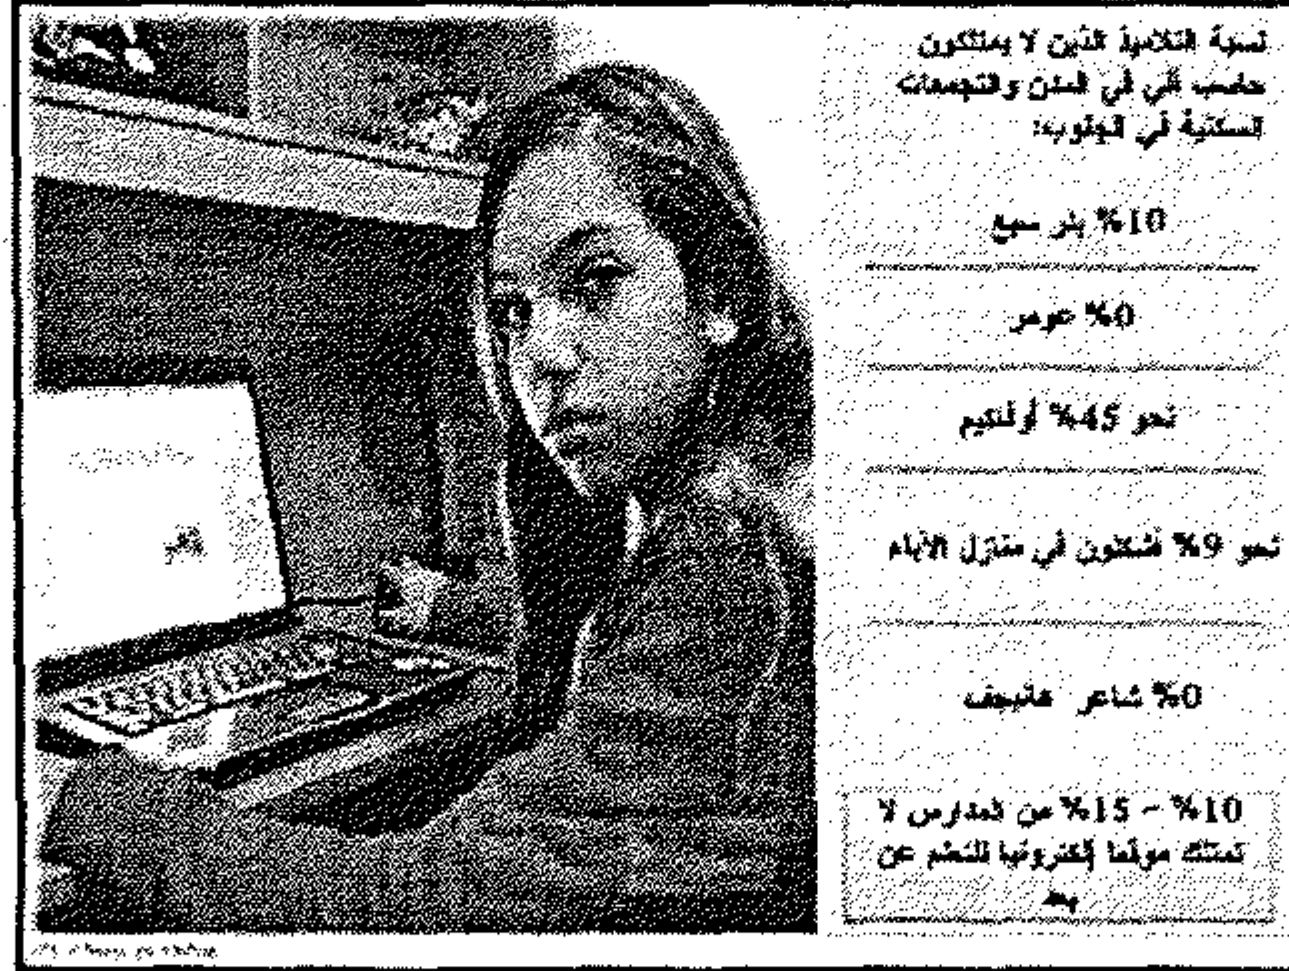 نسبة التلاميذ الذين لا يمتلكون
حاسب آلي في المدن والتجمعات
السكنية في الجنوب:
10% بئر سبع
0% عومر
نحو 45% أوفاكيم
نحو 9% أشكلون في منازل الآباء
0% شاعر هانيجف
10% – 15% من المدارس لا
تمتلك موقعا إلكترونيا للتعلم عن
بعد